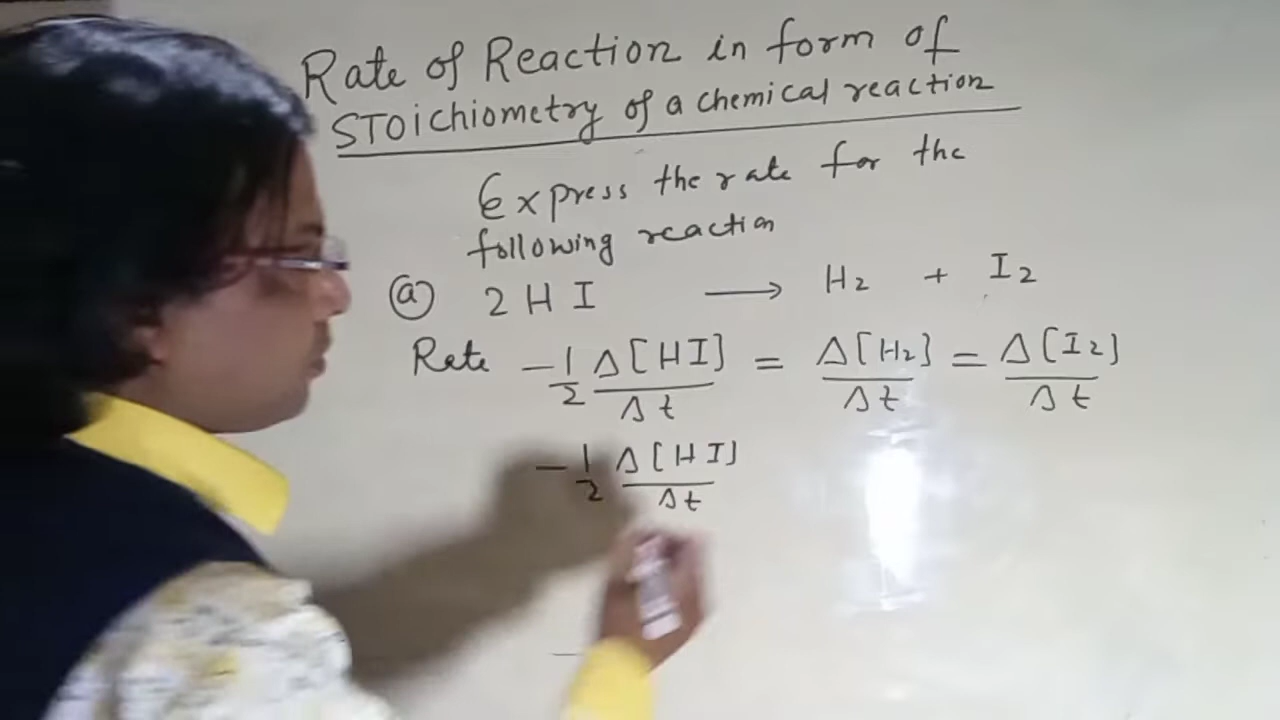 Rate of Reaction in form of
STOichiometry of a chemical reaction
Express the rate for the
following reaction
ⓐ 2 H I ⟶ H₂ + I₂
Rate -1/2 Δ[HI]/Δt = Δ[H₂]/Δt = Δ[I₂]/Δt
-1/2 Δ[HI]/Δt